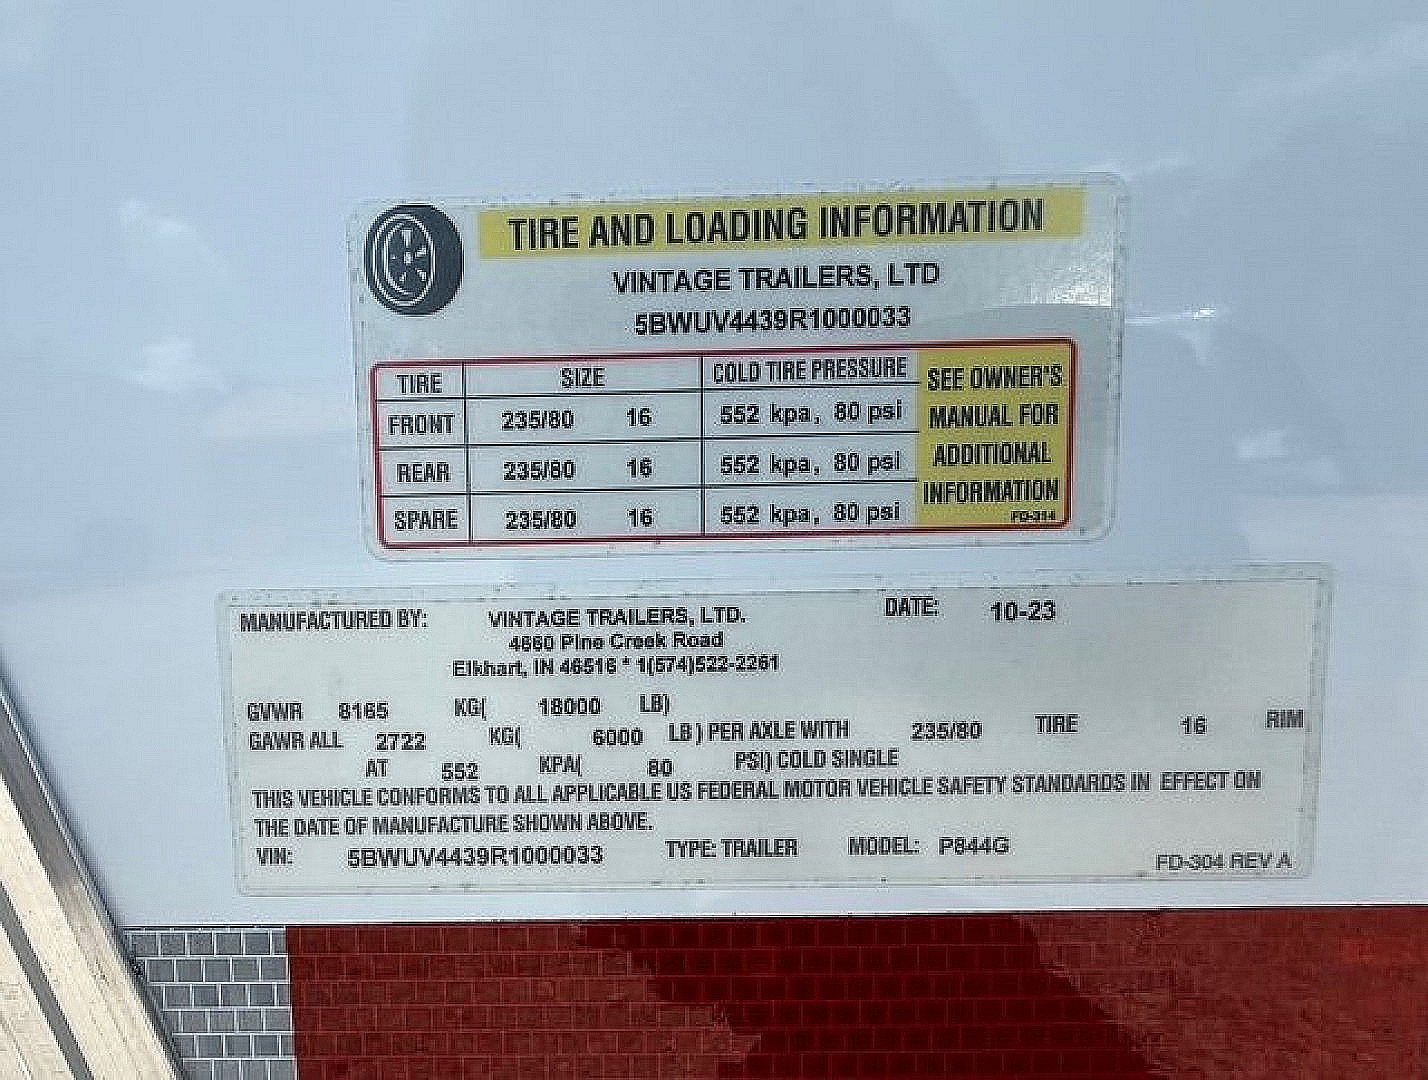 TIRE AND LOADING INFORMATION
VINTAGE TRAILERS, LTD
5BWUV4439R1000033
TIRE SIZE COLD TIRE PRESSURE
FRONT 235/80 16 552 kpa, 80 psi
REAR 235/80 16 552 kpa, 80 psi
SPARE 235/80 16 552 kpa, 80 psi
SEE OWNER'S
MANUAL FOR
ADDITIONAL
INFORMATION
FD-314
MANUFACTURED BY: VINTAGE TRAILERS, LTD. DATE: 10-23
4660 Pine Creek Road
Elkhart, IN 46516 * 1(574)522-2261
GVWR 8165 KG( 18000 LB)
GAWR ALL 2722 KG( 6000 LB ) PER AXLE WITH 235/80 TIRE 16 RIM
AT 552 KPA( 80 PSI) COLD SINGLE
THIS VEHICLE CONFORMS TO ALL APPLICABLE US FEDERAL MOTOR VEHICLE SAFETY STANDARDS IN EFFECT ON
THE DATE OF MANUFACTURE SHOWN ABOVE.
VIN: 5BWUV4439R1000033 TYPE: TRAILER MODEL: P844G
FD-304 REV A